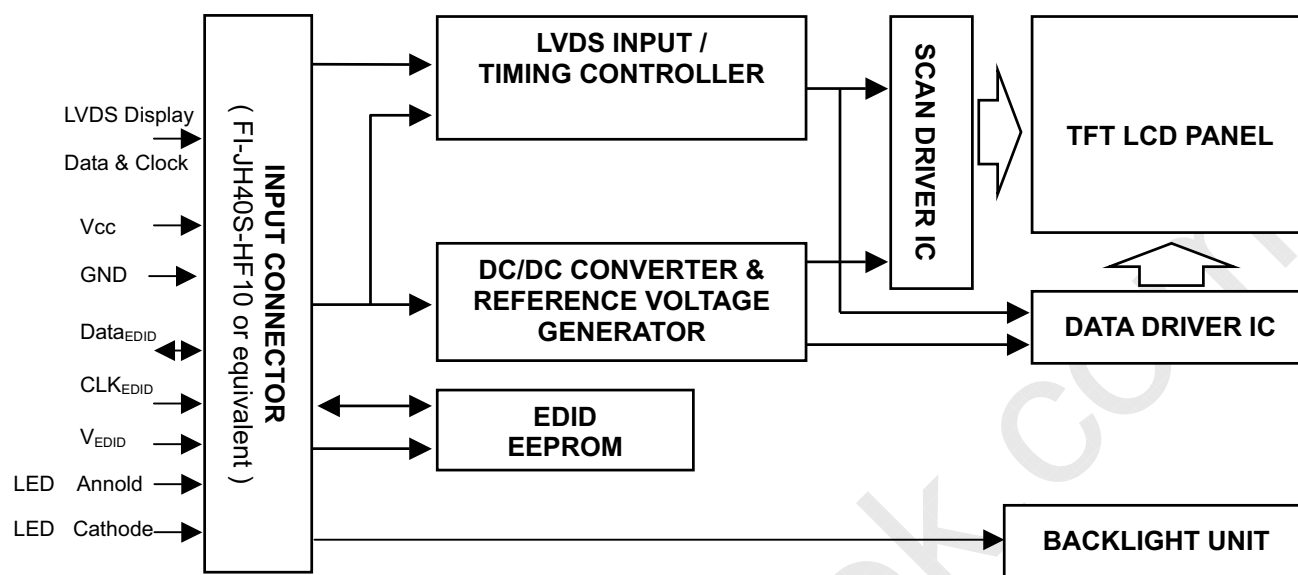 LVDS INPUT /
TIMING CONTROLLER
SCAN DRIVER IC
TFT LCD PANEL
LVDS Display
Data & Clock
Vcc
GND
DataEDID
CLKEDID
VEDID
LED Annold
LED Cathode
INPUT CONNECTOR
( FI-JH40S-HF10 or equivalent )
DC/DC CONVERTER &
REFERENCE VOLTAGE
GENERATOR
DATA DRIVER IC
EDID
EEPROM
BACKLIGHT UNIT